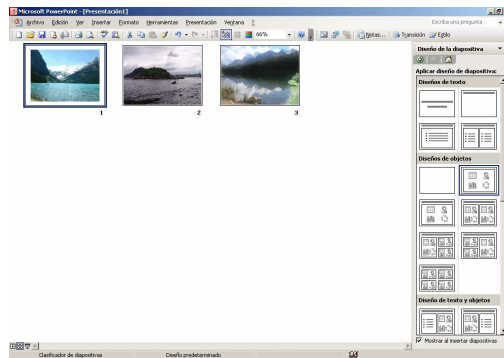 Microsoft PowerPoint - [Presentación1]
Archivo Edición Ver Insertar Formato Herramientas Presentación Ventana ? Escriba una pregunta
66% Notas... Transición Estilo
Diseño de la diapositiva
Aplicar diseño de diapositiva:
Diseños de texto
1 2 3
Diseños de objetos
Diseño de texto y objetos
Mostrar al insertar diapositivas
Clasificador de diapositivas Diseño predeterminado